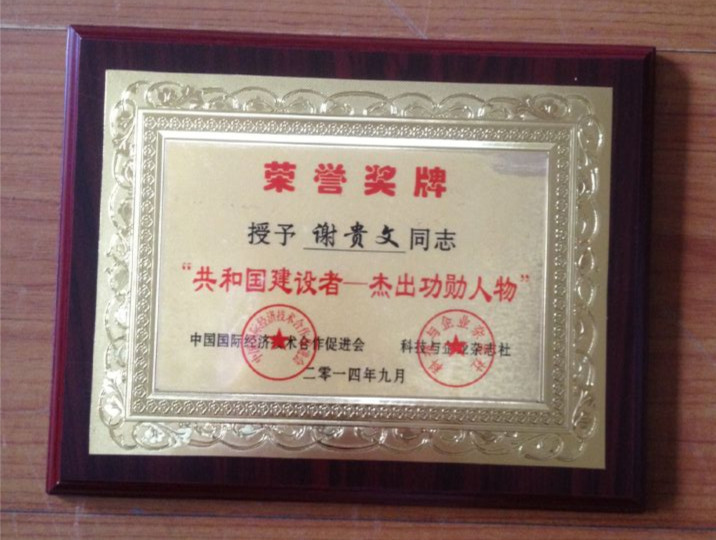 荣誉奖牌
授予 谢贵文 同志
“共和国建设者—杰出功勋人物”
中国国际经济技术合作促进会 科技与企业杂志社
二零一四年九月